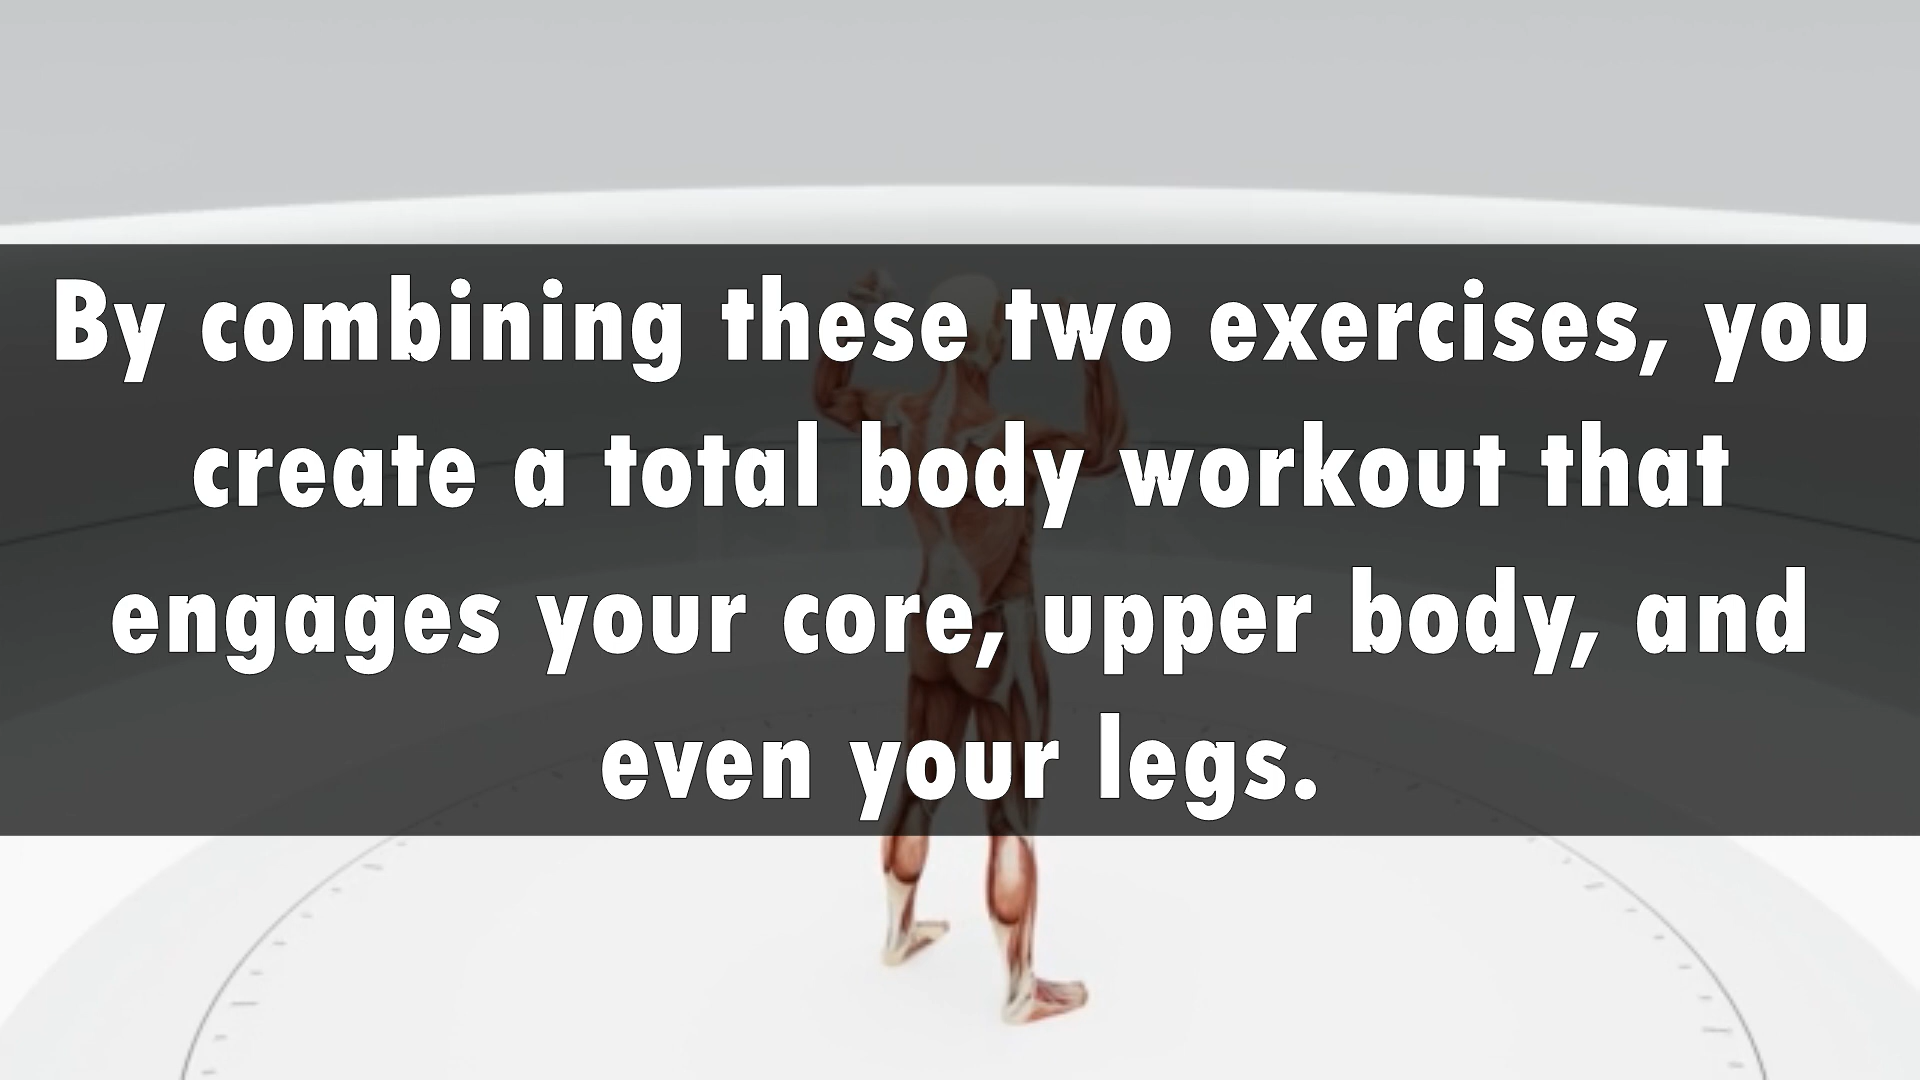 By combining these two exercises, you
create a total body workout that
engages your core, upper body, and
even your legs.